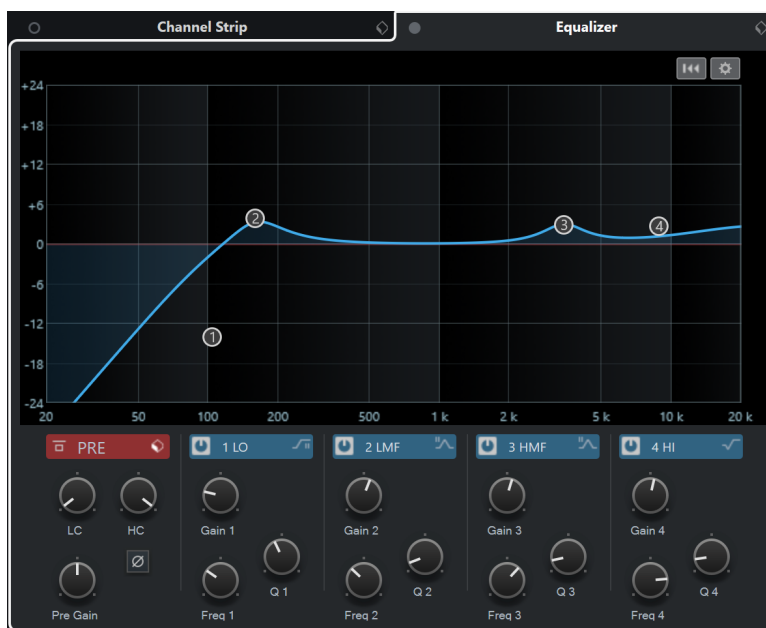 Channel Strip Equalizer
+24
+18
+12
+6
0
-6
-12
-18
-24
2
3
4
1
20 50 100 200 500 1 k 2 k 5 k 10 k 20 k
PRE 1 LO 2 LMF 3 HMF 4 HI
LC HC Gain 1 Gain 2 Gain 3 Gain 4
Ø
Q 1 Q 2 Q 3 Q 4
Pre Gain Freq 1 Freq 2 Freq 3 Freq 4